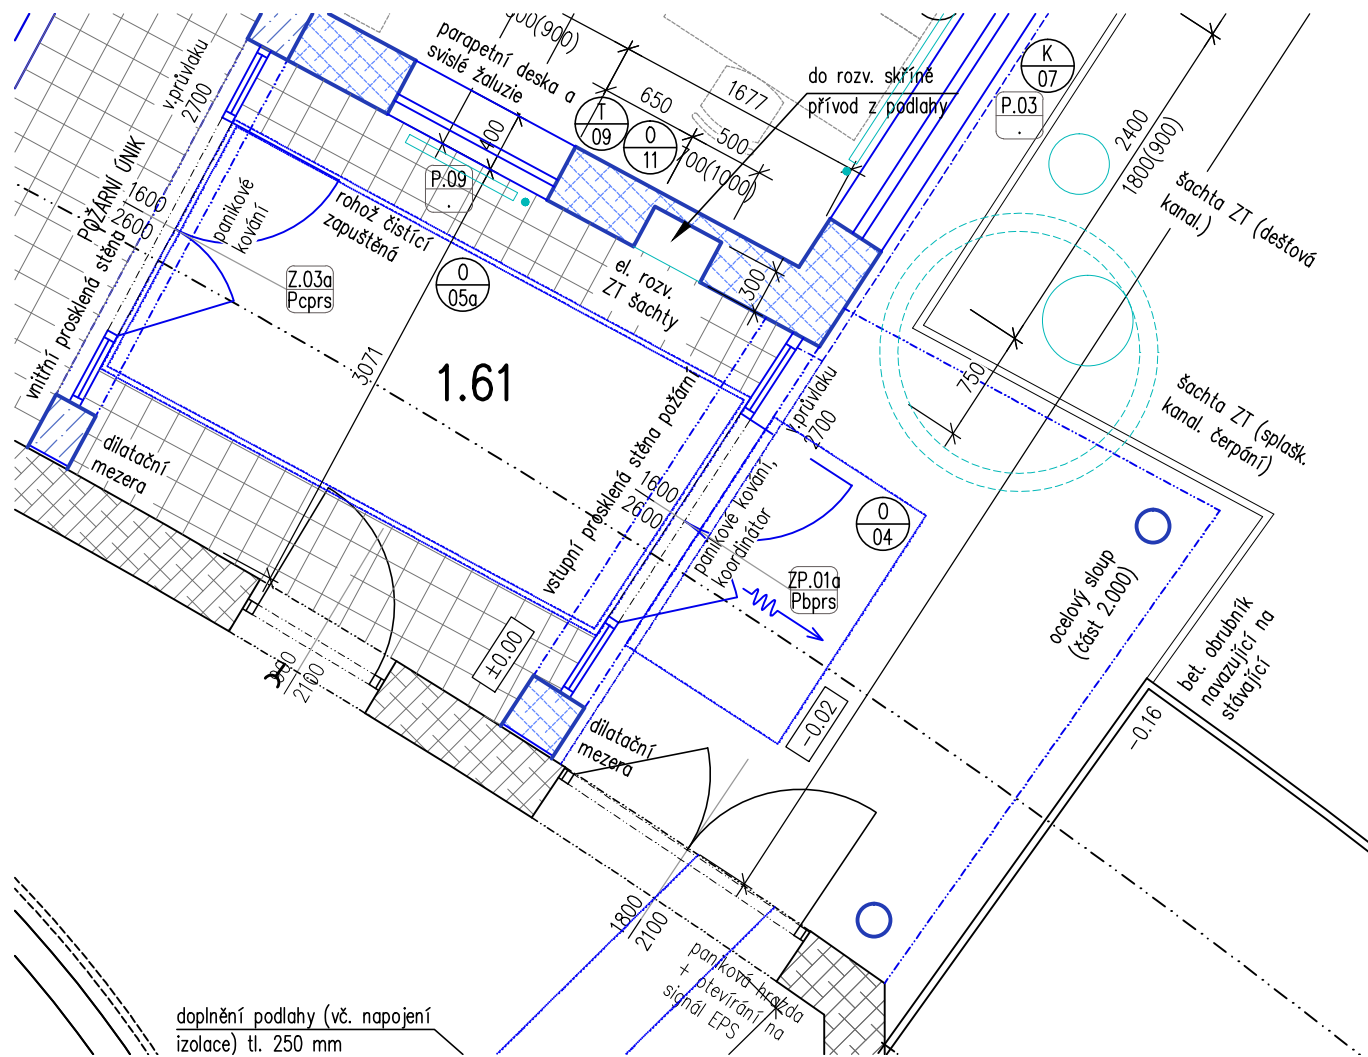 00(900)
parapetní deska a
svislé žaluzie
v.průvlaku
2700
650
1677
500
700(1000)
400
T
09
O
11
do rozv. skříně
přívod z podlahy
K
07
P.03
.
2400
1800(900)
šachta ZT (dešťová
kanal.)
POŽÁRNÍ ÚNIK
1600
2600
vnitřní prosklená stěna
panikové
kování
P.09
.
rohož čistící
zapuštěná
Z.03a
Pcprs
O
05a
el. rozv.
ZT šachty
300
3071
1.61
750
v.průvlaku
2700
šachta ZT (splašk.
kanal. čerpání)
dilatační
mezera
vstupní prosklená stěna požární
1600
2600
panikové kování,
koordinátor
O
04
ZP.01a
Pbprs
ocelový sloup
(část 2.000)
bet. obrubník
navazující na
stávající
±0.00
-0.02
-0.16
2100
dilatační
mezera
1800
2100
paniková hrazda
+ otevírání na
signál EPS
doplnění podlahy (vč. napojení
izolace) tl. 250 mm